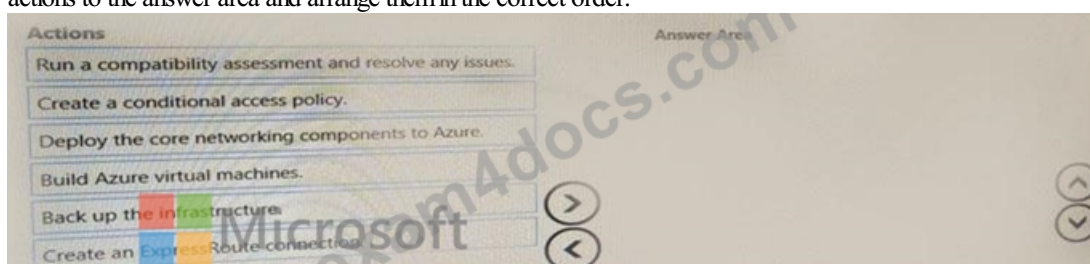 actions to the answer area and arrange them in the correct order.
Actions
Answer Area
Run a compatibility assessment and resolve any issues.
Create a conditional access policy.
Deploy the core networking components to Azure.
Build Azure virtual machines.
Back up the infrastructure.
Create an ExpressRoute connection.
Microsoft
exam4docs.com